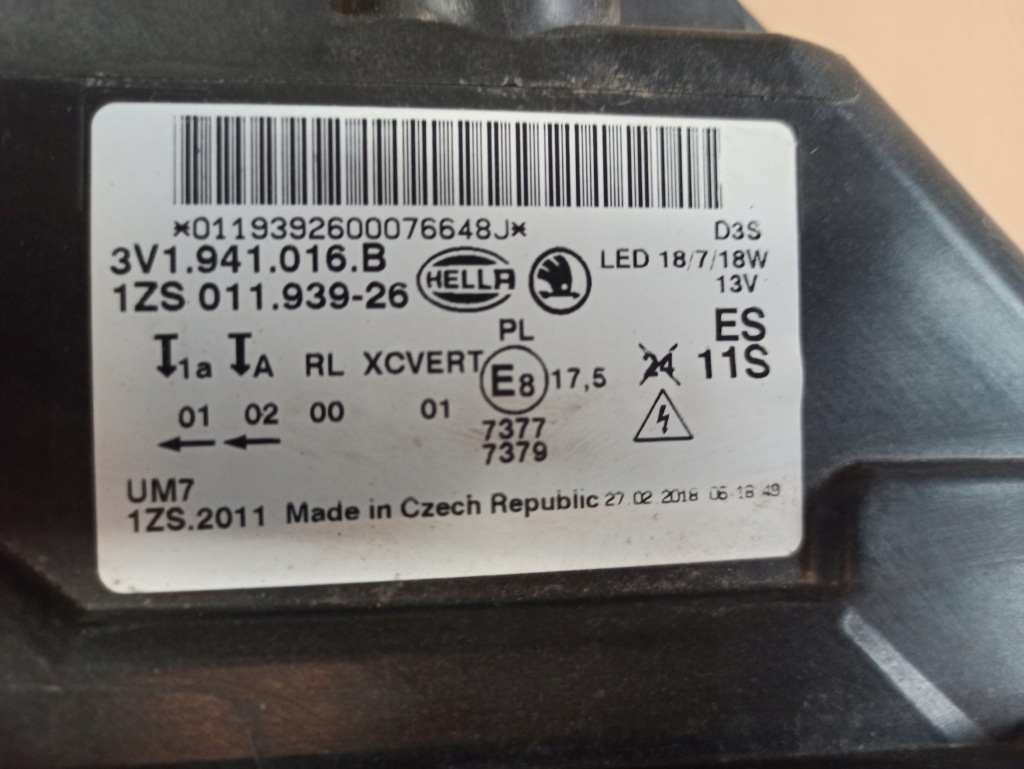 *0119392600076648J*
D3S
3V1.941.016.B
HELLA
LED 18/7/18W
1ZS 011.939-26
13V
PL
ES
1a A RL XCVERT E8 17,5 24 11S
01 02 00 01
7377
7379
UM7
1ZS.2011 Made in Czech Republic 27.02.2018 06:18:49